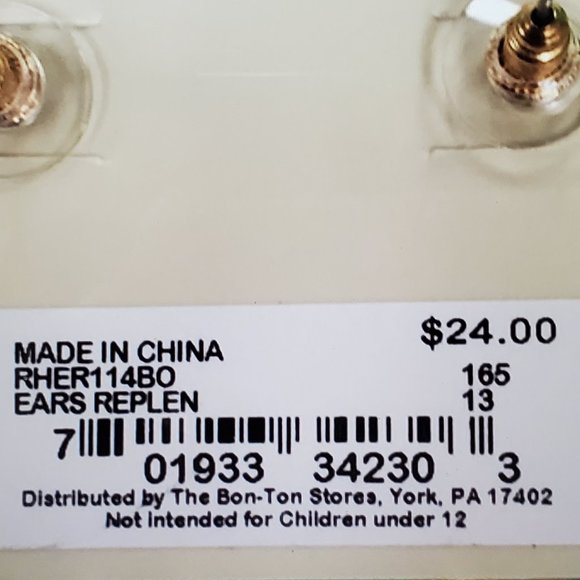 $24.00
MADE IN CHINA
RHER114BO 165
EARS REPLEN 13
7 01933 34230 3
Distributed by The Bon-Ton Stores, York, PA 17402
Not intended for Children under 12